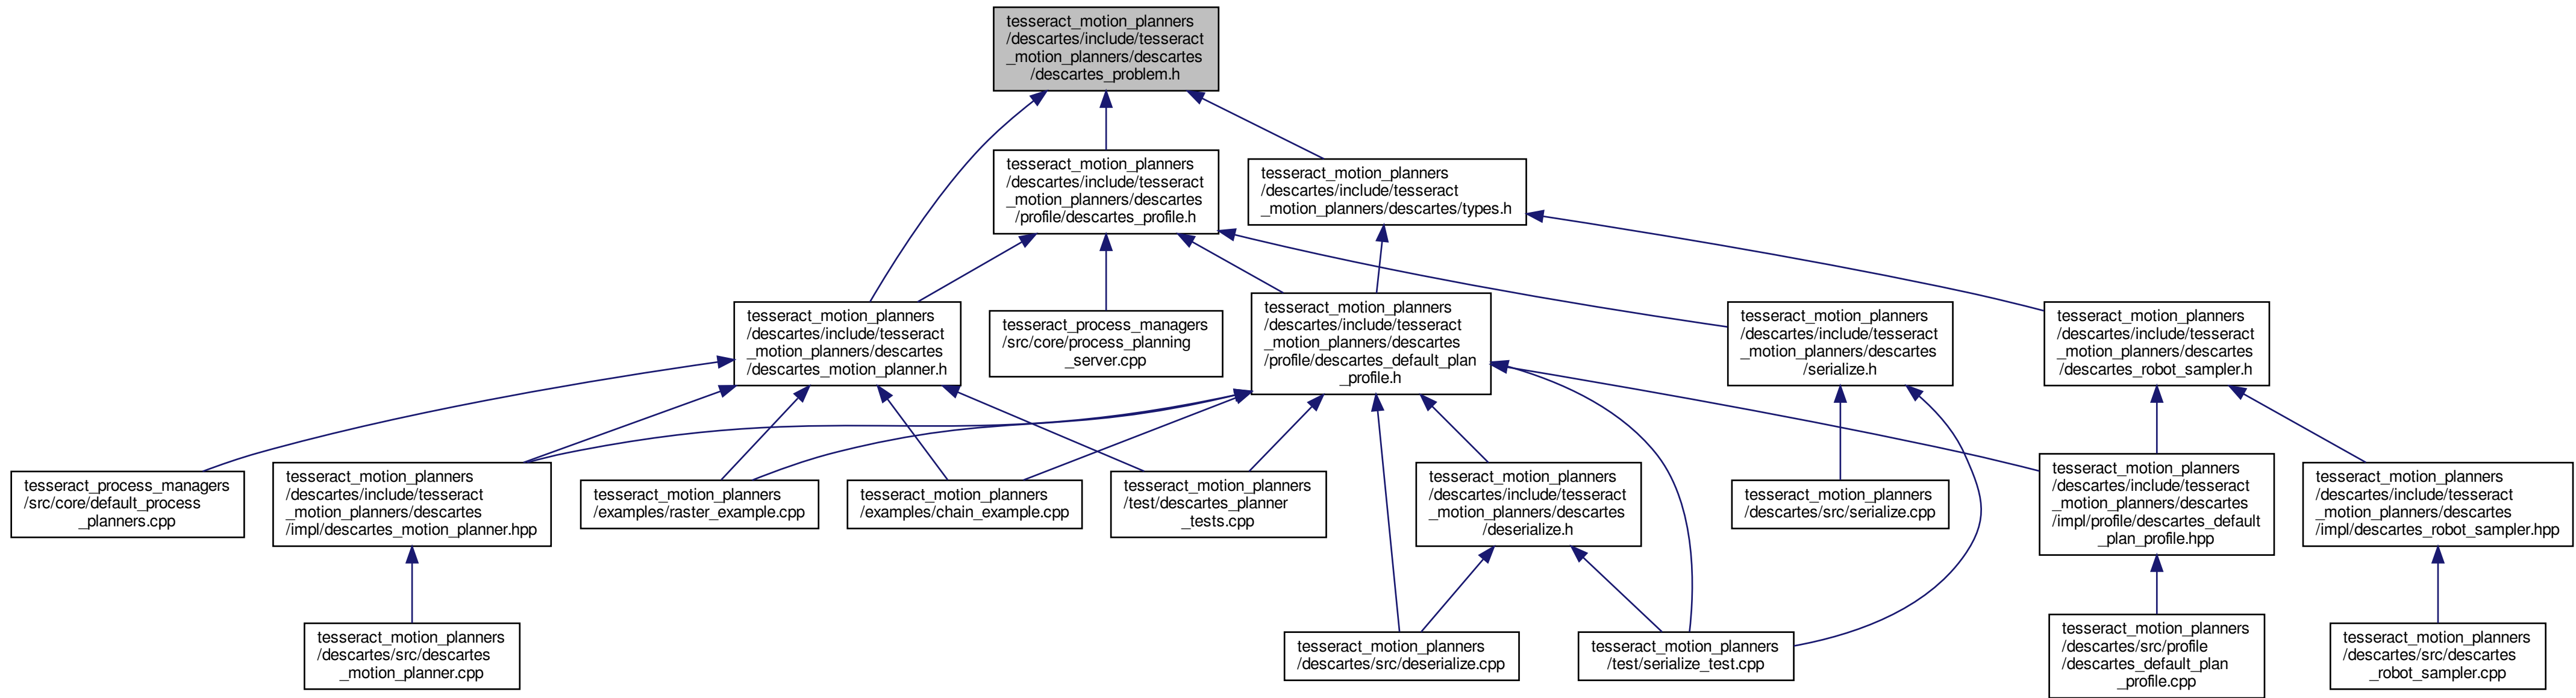 tesseract_motion_planners
/descartes/include/tesseract
_motion_planners/descartes
/descartes_problem.h
tesseract_motion_planners
/descartes/include/tesseract
_motion_planners/descartes
/profile/descartes_profile.h
tesseract_motion_planners
/descartes/include/tesseract
_motion_planners/descartes/types.h
tesseract_motion_planners
/descartes/include/tesseract
_motion_planners/descartes
/descartes_motion_planner.h
tesseract_process_managers
/src/core/process_planning
_server.cpp
tesseract_motion_planners
/descartes/include/tesseract
_motion_planners/descartes
/profile/descartes_default_plan
_profile.h
tesseract_motion_planners
/descartes/include/tesseract
_motion_planners/descartes
/serialize.h
tesseract_motion_planners
/descartes/include/tesseract
_motion_planners/descartes
/descartes_robot_sampler.h
tesseract_process_managers
/src/core/default_process
_planners.cpp
tesseract_motion_planners
/descartes/include/tesseract
_motion_planners/descartes
/impl/descartes_motion_planner.hpp
tesseract_motion_planners
/examples/raster_example.cpp
tesseract_motion_planners
/examples/chain_example.cpp
tesseract_motion_planners
/test/descartes_planner
_tests.cpp
tesseract_motion_planners
/descartes/include/tesseract
_motion_planners/descartes
/deserialize.h
tesseract_motion_planners
/descartes/src/serialize.cpp
tesseract_motion_planners
/descartes/include/tesseract
_motion_planners/descartes
/impl/profile/descartes_default
_plan_profile.hpp
tesseract_motion_planners
/descartes/include/tesseract
_motion_planners/descartes
/impl/descartes_robot_sampler.hpp
tesseract_motion_planners
/descartes/src/descartes
_motion_planner.cpp
tesseract_motion_planners
/descartes/src/deserialize.cpp
tesseract_motion_planners
/test/serialize_test.cpp
tesseract_motion_planners
/descartes/src/profile
/descartes_default_plan
_profile.cpp
tesseract_motion_planners
/descartes/src/descartes
_robot_sampler.cpp